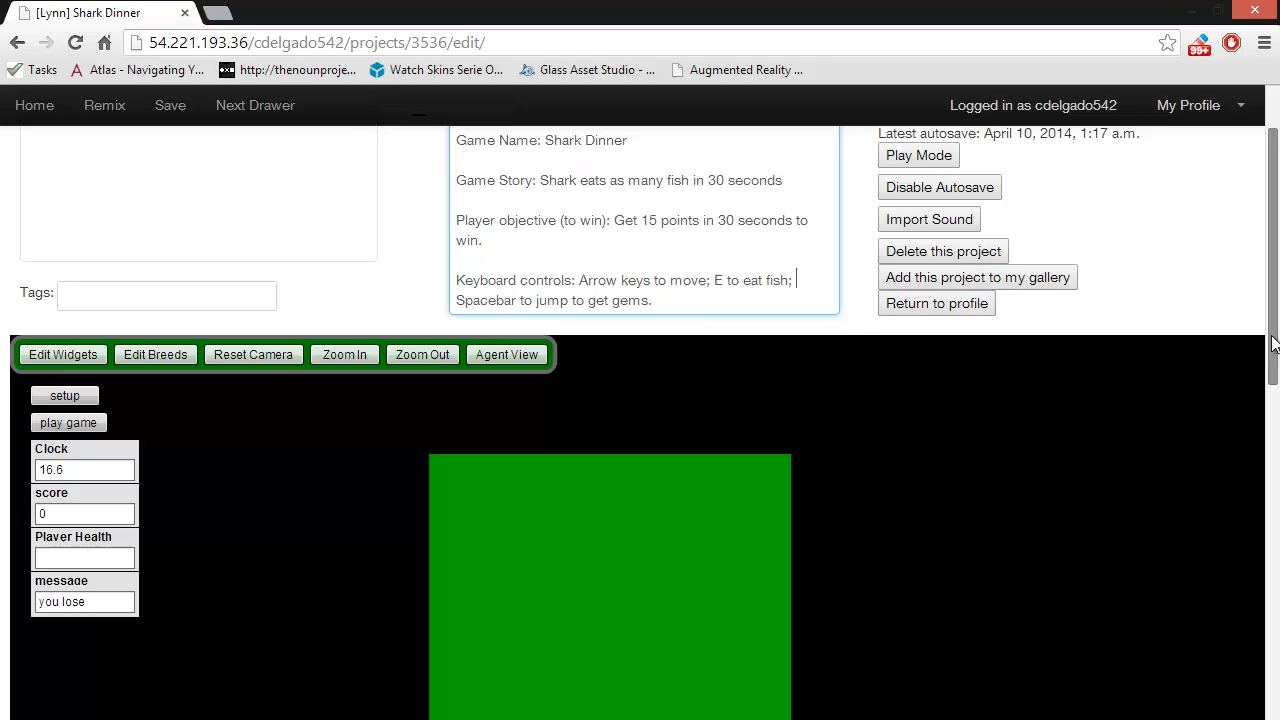 [Lynn] Shark Dinner
54.221.193.36/cdelgado542/projects/3536/edit/
99+
Tasks
Atlas - Navigating Y...
http://thenounproje...
Watch Skins Serie O...
Glass Asset Studio - ...
Augmented Reality ...
Home
Remix
Save
Next Drawer
Logged in as cdelgado542
My Profile
Game Name: Shark Dinner
Game Story: Shark eats as many fish in 30 seconds
Player objective (to win): Get 15 points in 30 seconds to
win.
Keyboard controls: Arrow keys to move; E to eat fish;
Spacebar to jump to get gems.
Latest autosave: April 10, 2014, 1:17 a.m.
Play Mode
Disable Autosave
Import Sound
Delete this project
Add this project to my gallery
Return to profile
Tags:
Edit Widgets
Edit Breeds
Reset Camera
Zoom In
Zoom Out
Agent View
setup
play game
Clock
16.6
score
0
Player Health
message
you lose